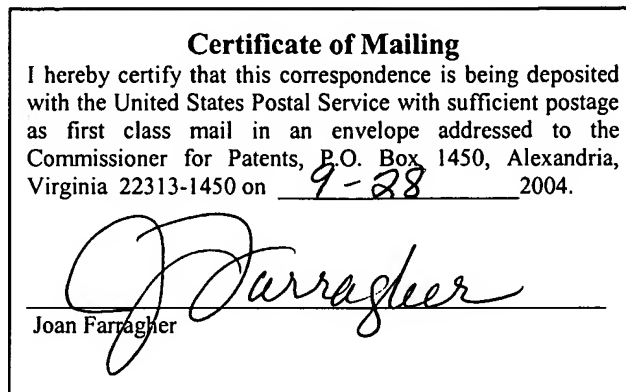 Certificate of Mailing
I hereby certify that this correspondence is being deposited
with the United States Postal Service with sufficient postage
as first class mail in an envelope addressed to the
Commissioner for Patents, P.O. Box 1450, Alexandria,
Virginia 22313-1450 on 9-28 2004.
J Farragher
Joan Farragher